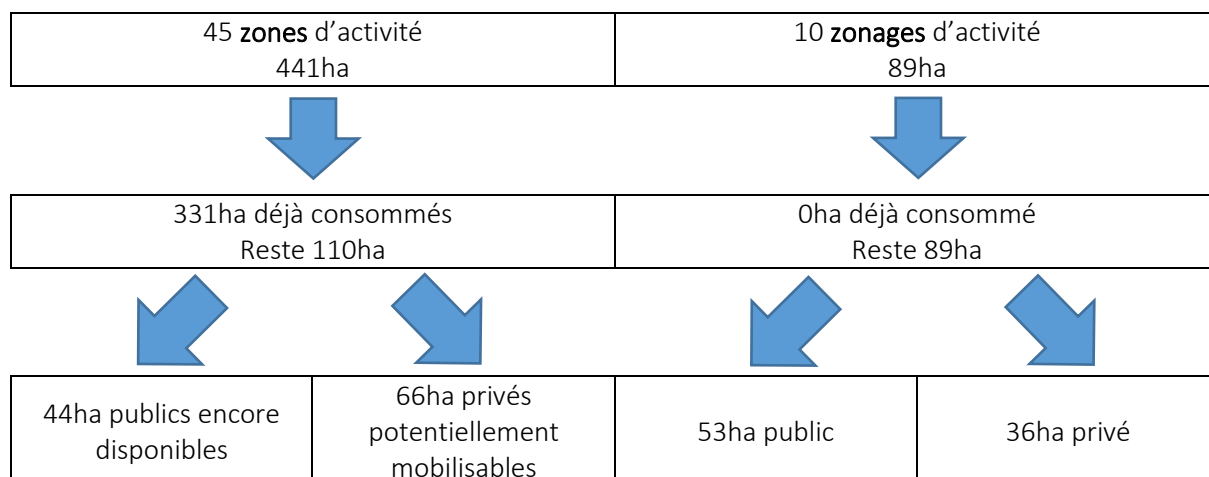 45 zones d’activité
441ha
10 zonages d’activité
89ha
331ha déjà consommés
Reste 110ha
0ha déjà consommé
Reste 89ha
44ha publics encore
disponibles
66ha privés
potentiellement
mobilisables
53ha public
36ha privé